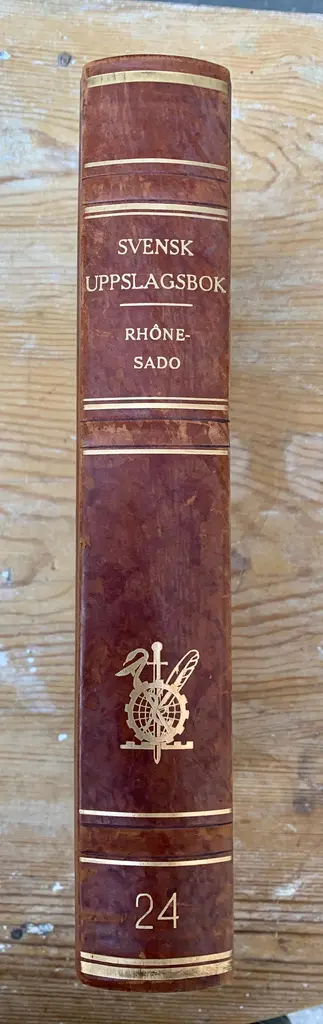 SVENSK
UPPSLAGSBOK
RHÔNE-
SADO
24